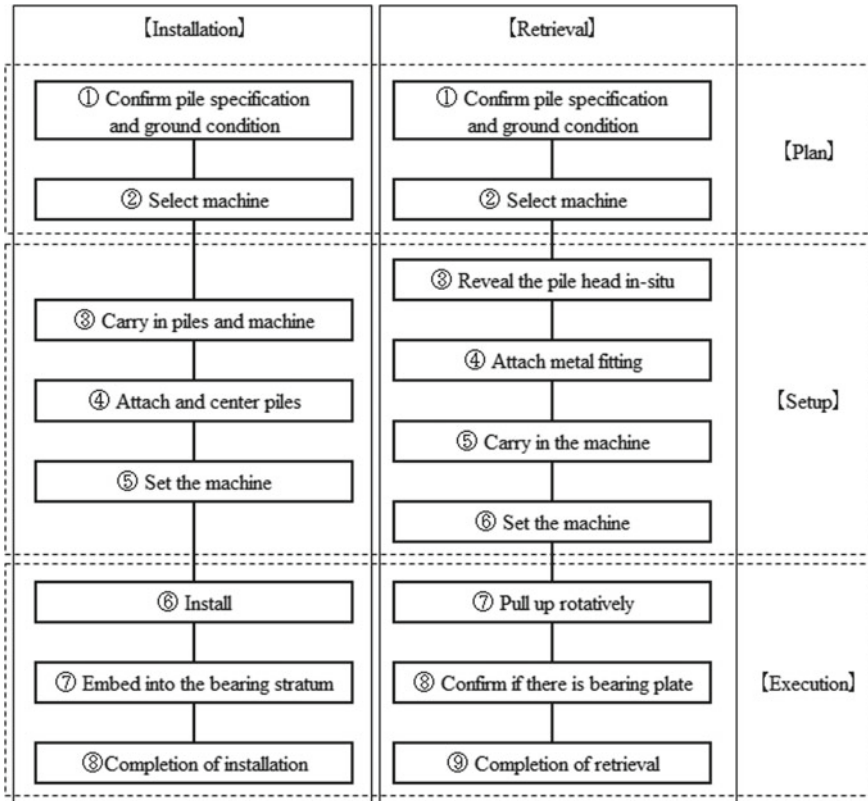 【Installation】
① Confirm pile specification
and ground condition
② Select machine
③ Carry in piles and machine
④ Attach and center piles
⑤ Set the machine
⑥ Install
⑦ Embed into the bearing stratum
⑧Completion of installation
【Retrieval】
① Confirm pile specification
and ground condition
② Select machine
③ Reveal the pile head in-situ
④ Attach metal fitting
⑤ Carry in the machine
⑥ Set the machine
⑦ Pull up rotatively
⑧ Confirm if there is bearing plate
⑨ Completion of retrieval
【Plan】
【Setup】
【Execution】